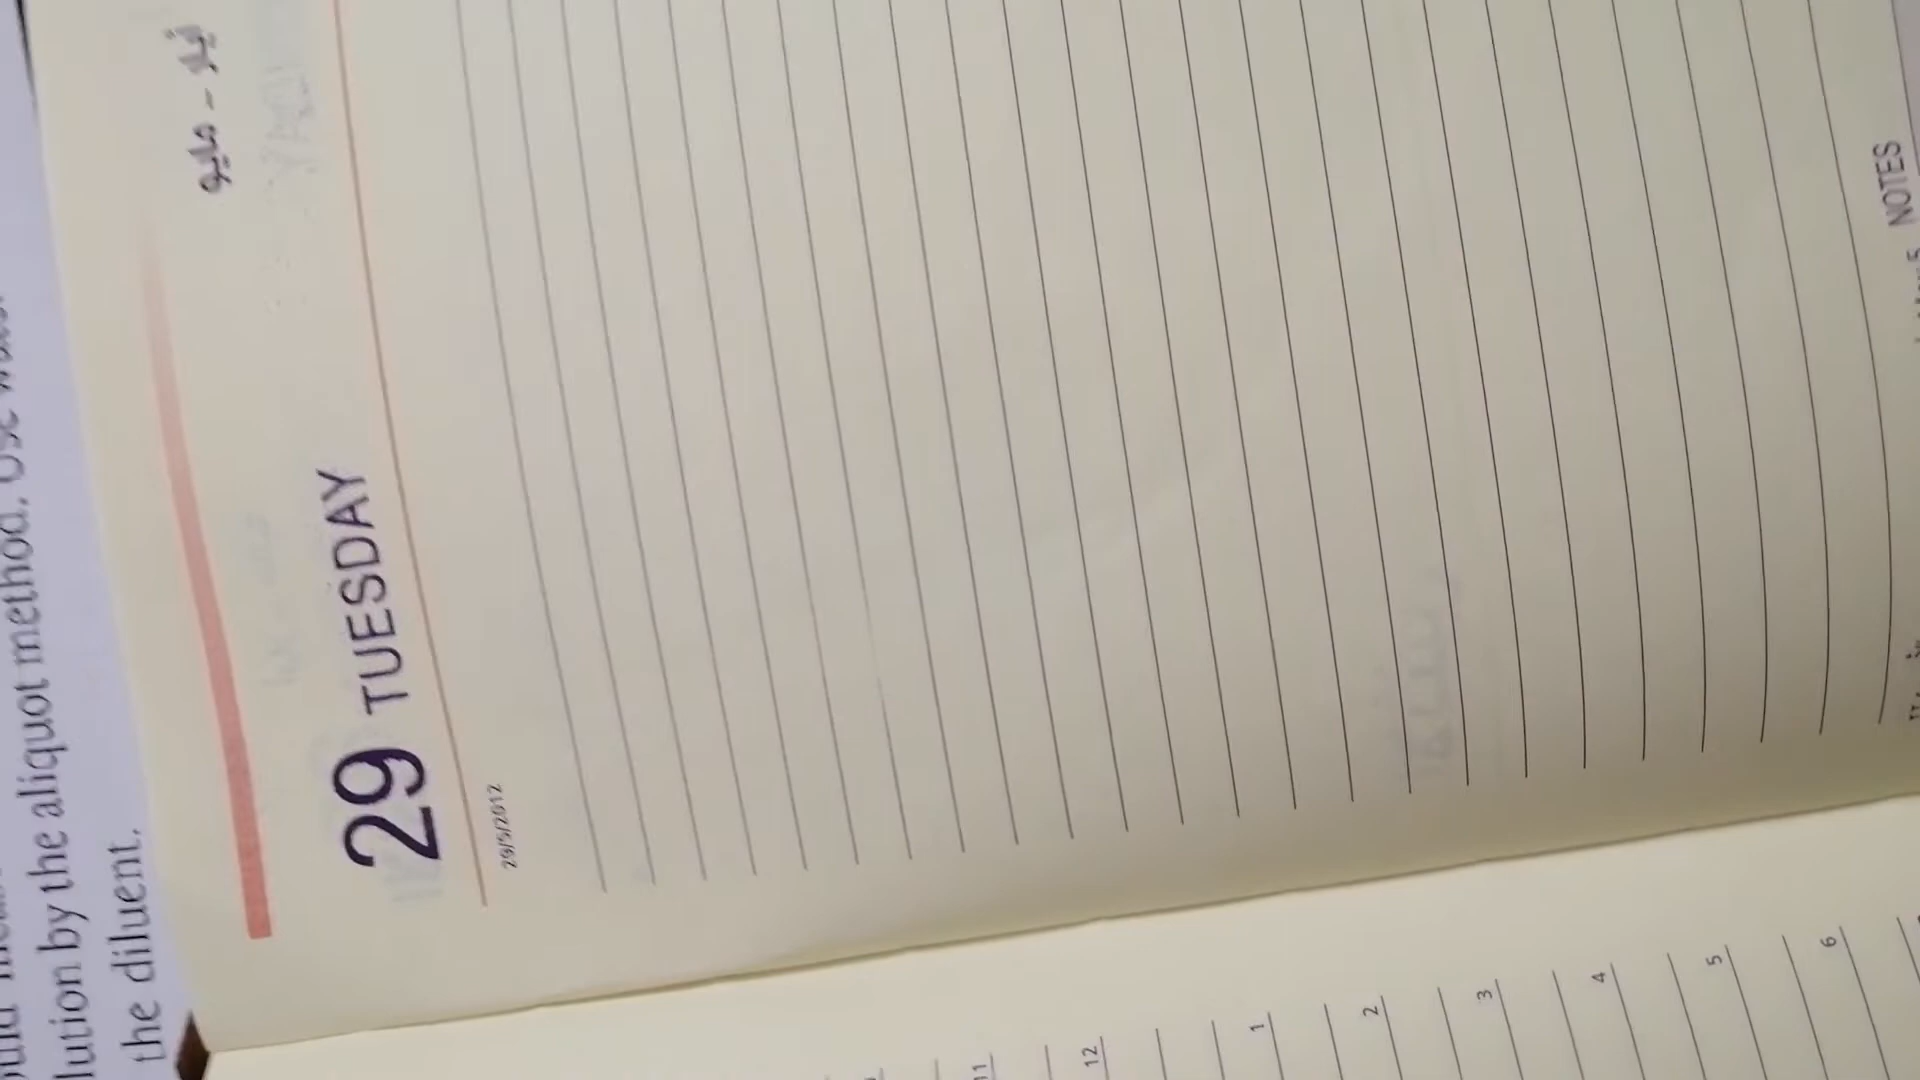 أيار - مايو
29 TUESDAY
29/5/2012
NOTES
11
12
1
2
3
4
5
6
lution by the aliquot method. Use
the diluent.